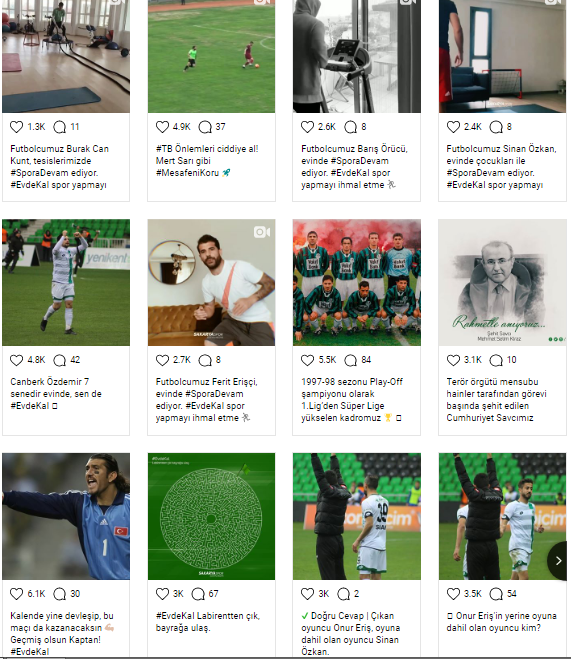 1.3K 11
Futbolcumuz Burak Can
Kunt, tesislerimizde
#SporaDevam ediyor.
#EvdeKal spor yapmayı
4.9K 37
#TB Önlemleri ciddiye al!
Mert Sarı gibi
#MesafeniKoru 🚀
2.6K 8
Futbolcumuz Barış Örücü,
evinde #SporaDevam
ediyor. #EvdeKal spor
yapmayı ihmal etme
2.4K 8
Futbolcumuz Sinan Özkan,
evinde çocukları ile
#SporaDevam ediyor.
#EvdeKal spor yapmayı
yenikent
4.8K 42
Canberk Özdemir 7
senedir evinde, sen de
#EvdeKal
SAKARYASPOR
2.7K 8
Futbolcumuz Ferit Erişçi,
evinde #SporaDevam
ediyor. #EvdeKal spor
yapmayı ihmal etme
5.5K 84
1997-98 sezonu Play-Off
şampiyonu olarak
1.Lig'den Süper Lige
yükselen kadromuz 🏆
Rahmetle anıyoruz...
Şehit Savcı
Mehmet Selim Kiraz
3.1K 10
Terör örgütü mensubu
hainler tarafından görevi
başında şehit edilen
Cumhuriyet Savcımız
1
6.1K 30
Kalende yine devleşip, bu
maçı da kazanacaksın 💪🏻
Geçmiş olsun Kaptan!
#EvdeKal
#EvdeKal
SAKARYASPOR
3K 67
#EvdeKal Labirentten çık,
bayrağa ulaş.
39
3K 2
✔ Doğru Cevap | Çıkan
oyuncu Onur Eriş, oyuna
dahil olan oyuncu Sinan
Özkan.
3.5K 54
Onur Eriş'in yerine oyuna
dahil olan oyuncu kim?